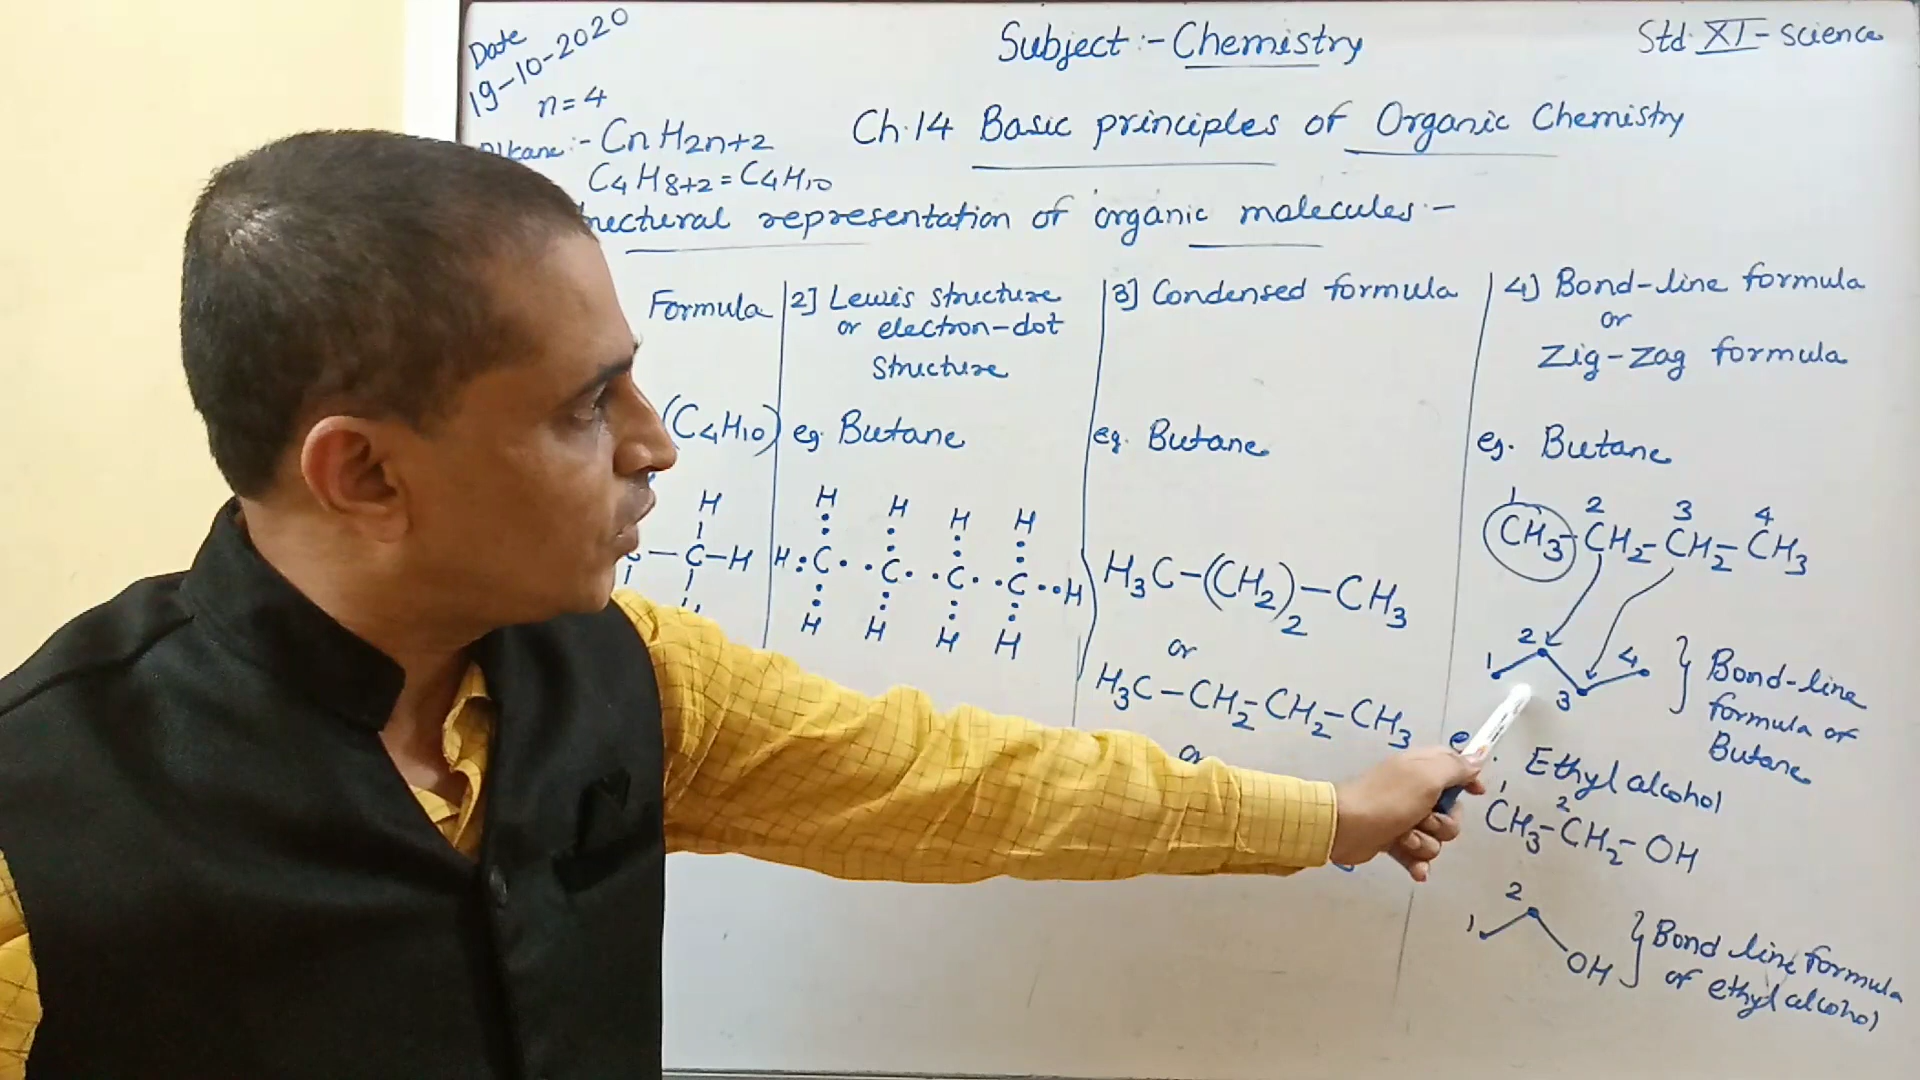 Date
19-10-2020
n=4
Subject :- Chemistry
Std. XI - science
Alkane :- CnH2n+2
C4H8+2 = C4H10
Ch.14 Basic principles of Organic Chemistry
ructural representation of organic molecules :-
Formula
(C4H10)
H
C-C-H
2] Lewis structure
or electron-dot
structure
eg. Butane
H H H H
H:C··C··C··C··H
H H H H
3] Condensed formula
eg. Butane
H3C-(CH2)2-CH3
or
H3C-CH2-CH2-CH3
or
4] Bond-line formula
or
Zig-Zag formula
eg. Butane
1 2 3 4
CH3-CH2-CH2-CH3
1 2 3 4
} Bond-line
formula of
Butane
e . Ethyl alcohol
1 2
CH3-CH2-OH
1 2
OH
} Bond line formula
of ethyl alcohol